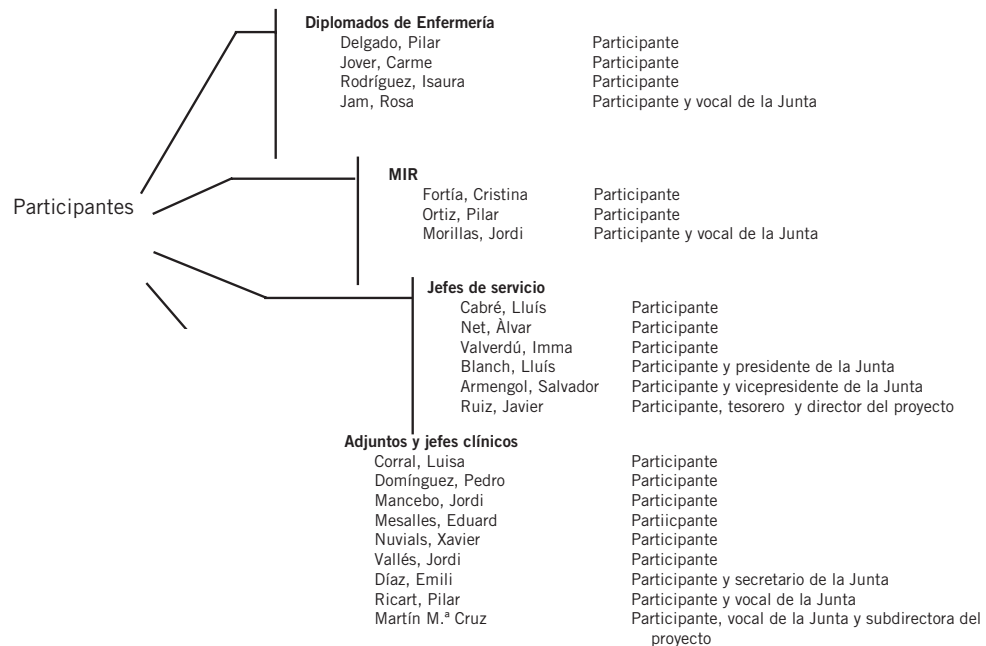 Diplomados de Enfermería
Delgado, Pilar Participante
Jover, Carme Participante
Rodríguez, Isaura Participante
Jam, Rosa Participante y vocal de la Junta
MIR
Fortía, Cristina Participante
Ortiz, Pilar Participante
Morillas, Jordi Participante y vocal de la Junta
Participantes
Jefes de servicio
Cabré, Lluís Participante
Net, Àlvar Participante
Valverdú, Imma Participante
Blanch, Lluís Participante y presidente de la Junta
Armengol, Salvador Participante y vicepresidente de la Junta
Ruiz, Javier Participante, tesorero y director del proyecto
Adjuntos y jefes clínicos
Corral, Luisa Participante
Domínguez, Pedro Participante
Mancebo, Jordi Participante
Mesalles, Eduard Partiicpante
Nuvials, Xavier Participante
Vallés, Jordi Participante
Díaz, Emili Participante y secretario de la Junta
Ricart, Pilar Participante y vocal de la Junta
Martín M.ª Cruz Participante, vocal de la Junta y subdirectora del
proyecto